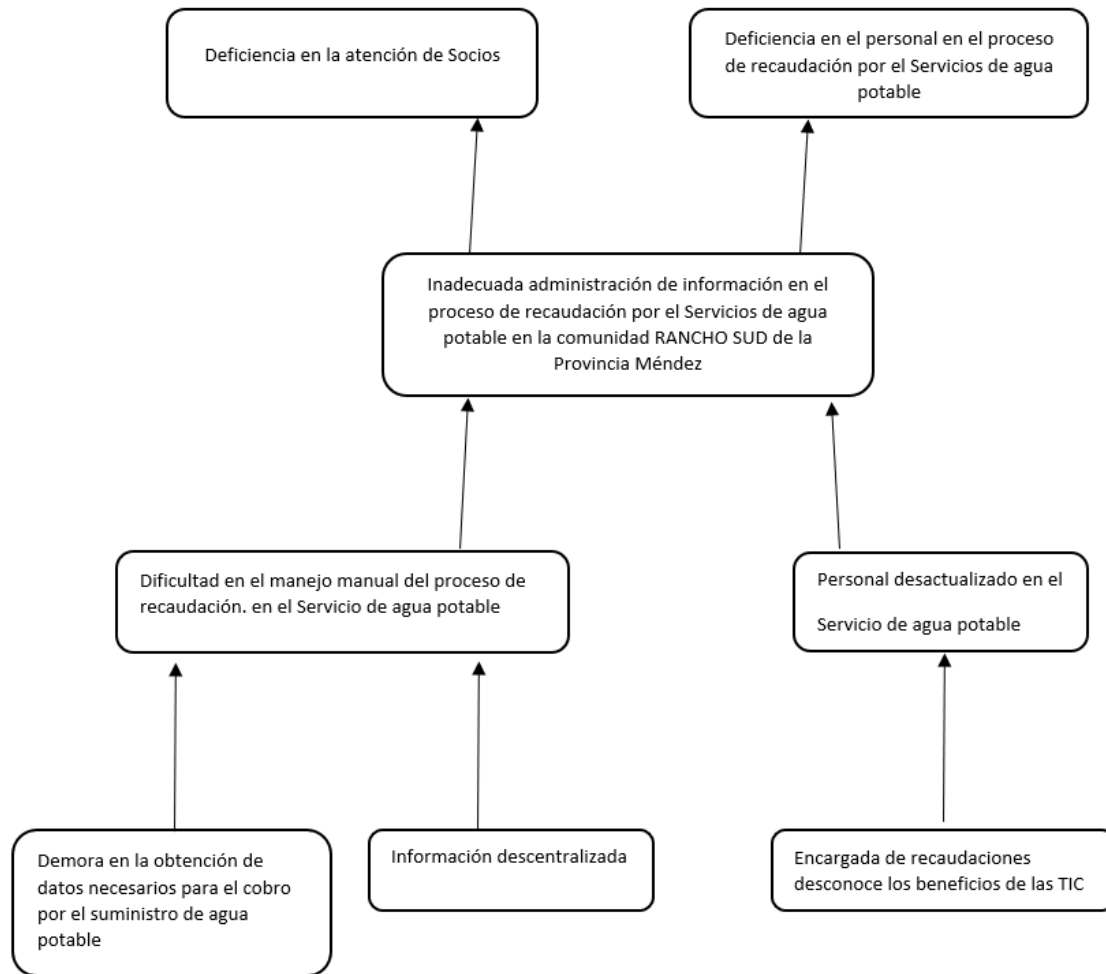 Deficiencia en la atención de Socios
Deficiencia en el personal en el proceso
de recaudación por el Servicios de agua
potable
Inadecuada administración de información en el
proceso de recaudación por el Servicios de agua
potable en la comunidad RANCHO SUD de la
Provincia Méndez
Dificultad en el manejo manual del proceso de
recaudación. en el Servicio de agua potable
Personal desactualizado en el
Servicio de agua potable
Demora en la obtención de
datos necesarios para el cobro
por el suministro de agua
potable
Información descentralizada
Encargada de recaudaciones
desconoce los beneficios de las TIC